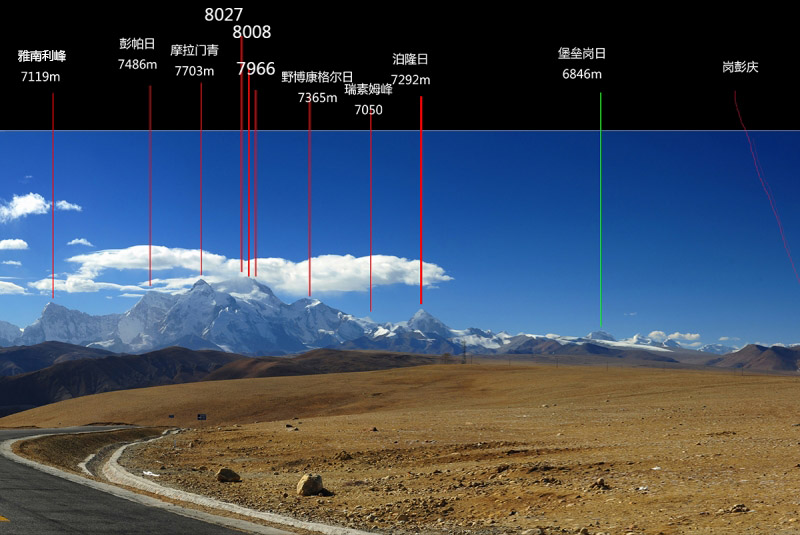 雅南利峰
7119m
彭帕日
7486m
摩拉门青
7703m
8027
8008
7966
野博康格尔日
7365m
瑞素姆峰
7050
泊隆日
7292m
堡垒岗日
6846m
岗彭庆